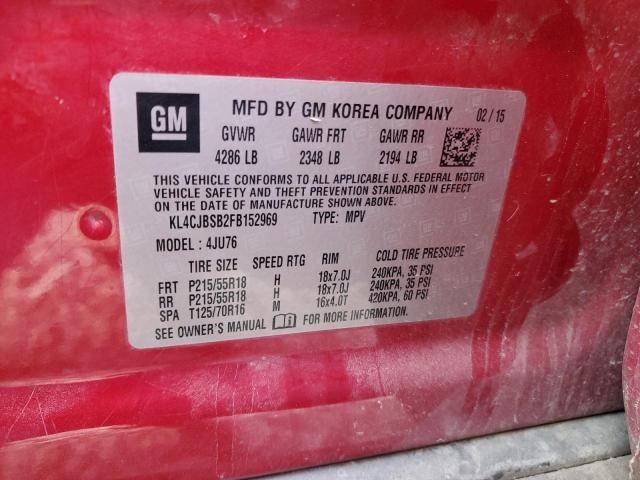 GM
MFD BY GM KOREA COMPANY 02 / 15
GVWR GAWR FRT GAWR RR
4286 LB 2348 LB 2194 LB
THIS VEHICLE CONFORMS TO ALL APPLICABLE U.S. FEDERAL MOTOR
VEHICLE SAFETY AND THEFT PREVENTION STANDARDS IN EFFECT
ON THE DATE OF MANUFACTURE SHOWN ABOVE.
KL4CJBSB2FB152969 TYPE: MPV
MODEL : 4JU76
TIRE SIZE SPEED RTG RIM COLD TIRE PRESSURE
FRT P215/55R18 H 18x7.0J 240KPA, 35 PSI
RR P215/55R18 H 18x7.0J 240KPA, 35 PSI
SPA T125/70R16 M 16x4.0T 420KPA, 60 PSI
SEE OWNER'S MANUAL FOR MORE INFORMATION.